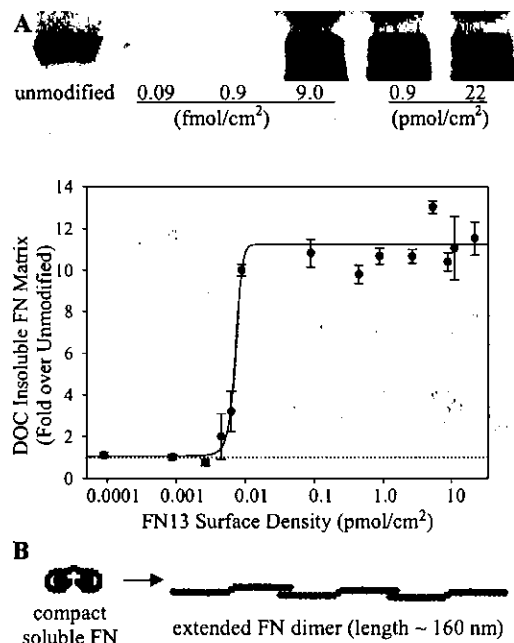 A
unmodified 0.09 0.9 9.0 0.9 22
(fmol/cm²) (pmol/cm²)
14
12
10
8
6
4
2
0
DOC Insoluble FN Matrix
(Fold over Unmodified)
0.0001 0.001 0.01 0.1 1.0 10
FN13 Surface Density (pmol/cm²)
B
compact
soluble FN
extended FN dimer (length ~ 160 nm)